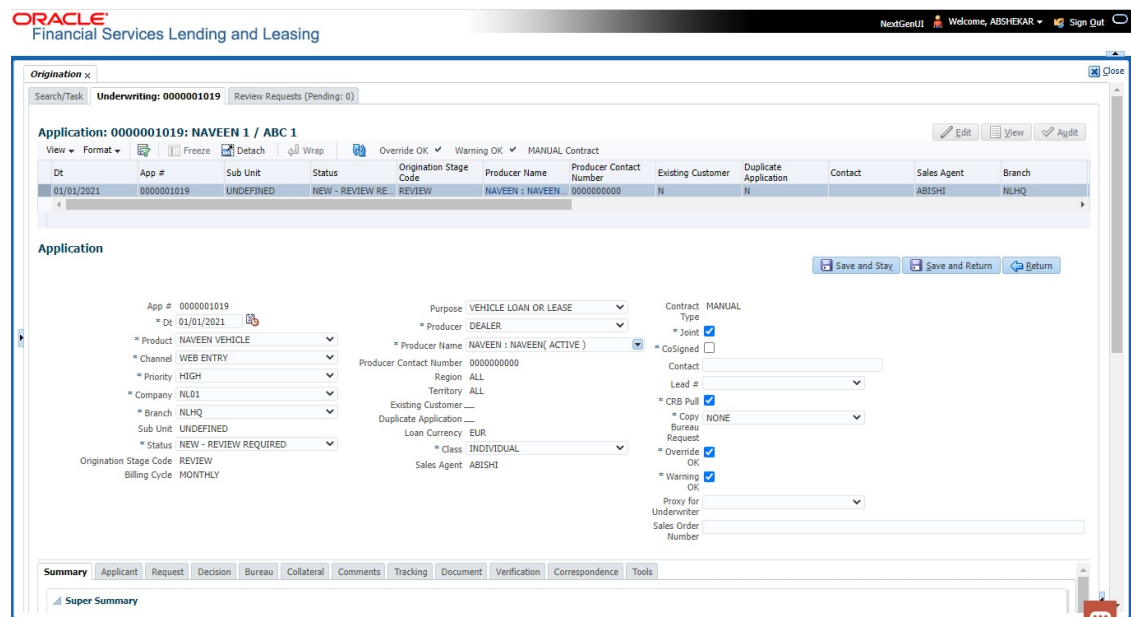 ORACLE
Financial Services Lending and Leasing
NextGenUI Welcome, ABSHEKAR Sign Out
Origination x
Close
Search/Task Underwriting: 0000001019 Review Requests (Pending: 0)
Application: 0000001019: NAVEEN 1 / ABC 1
Edit View Audit
View Format Freeze Detach Wrap Override OK Warning OK MANUAL Contract
Dt App # Sub Unit Status Origination Stage Code Producer Name Producer Contact Number Existing Customer Duplicate Application Contact Sales Agent Branch
01/01/2021 0000001019 UNDEFINED NEW - REVIEW RE... REVIEW NAVEEN : NAVEEN... 0000000000 N N ABISHI NLHQ
Application
Save and Stay Save and Return Return
App # 0000001019
* Dt 01/01/2021
* Product NAVEEN VEHICLE
* Channel WEB ENTRY
* Priority HIGH
* Company NL01
* Branch NLHQ
Sub Unit UNDEFINED
* Status NEW - REVIEW REQUIRED
Origination Stage Code REVIEW
Billing Cycle MONTHLY
Purpose VEHICLE LOAN OR LEASE
* Producer DEALER
* Producer Name NAVEEN : NAVEEN( ACTIVE )
Producer Contact Number 0000000000
Region ALL
Territory ALL
Existing Customer
Duplicate Application
Loan Currency EUR
* Class INDIVIDUAL
Sales Agent ABISHI
Contract Type MANUAL
* Joint
* CoSigned
Contact
Lead #
* CRB Pull
* Copy Bureau Request NONE
* Override OK
* Warning OK
Proxy for Underwriter
Sales Order Number
Summary Applicant Request Decision Bureau Collateral Comments Tracking Document Verification Correspondence Tools
Super Summary